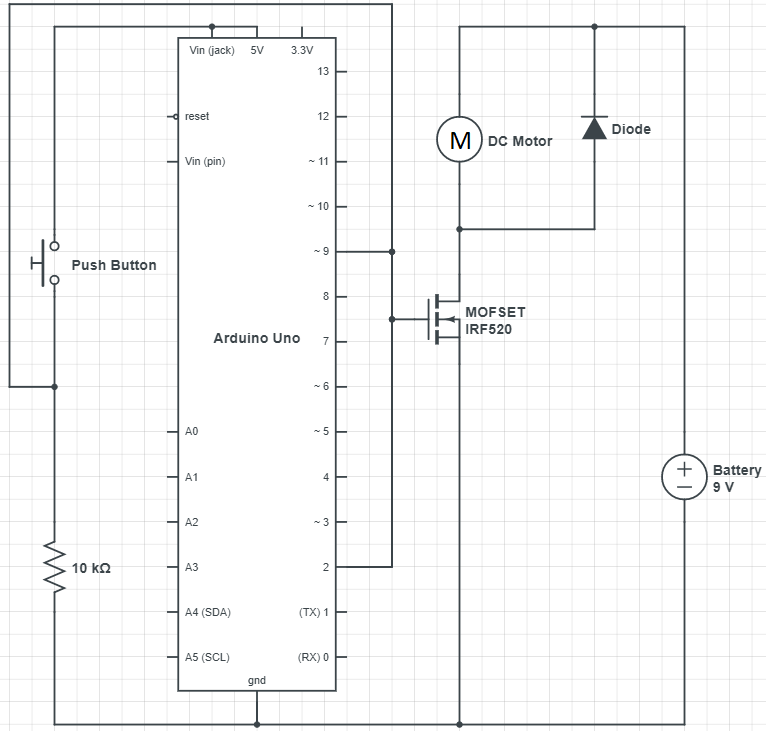 Vin (jack)
5V
3.3V
13
reset
12
Vin (pin)
~ 11
~ 10
~ 9
8
7
~ 6
A0
~ 5
A1
4
A2
~ 3
A3
2
A4 (SDA)
(TX) 1
A5 (SCL)
(RX) 0
gnd
Arduino Uno
Push Button
10 kΩ
M
DC Motor
Diode
MOFSET
IRF520
+
−
Battery
9 V